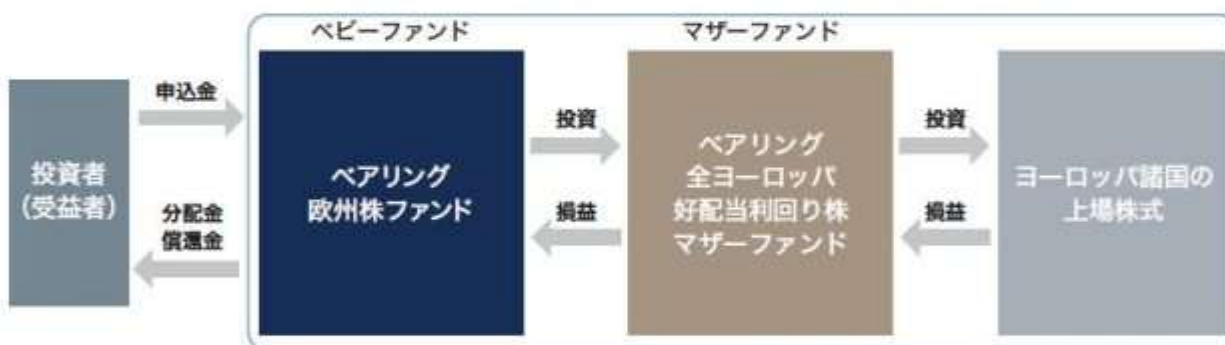 ベビーファンド
マザーファンド
投資者
（受益者）
申込金
分配金
償還金
ベアリング
欧州株ファンド
投資
損益
ベアリング
全ヨーロッパ
好配当利回り株
マザーファンド
投資
損益
ヨーロッパ諸国の
上場株式